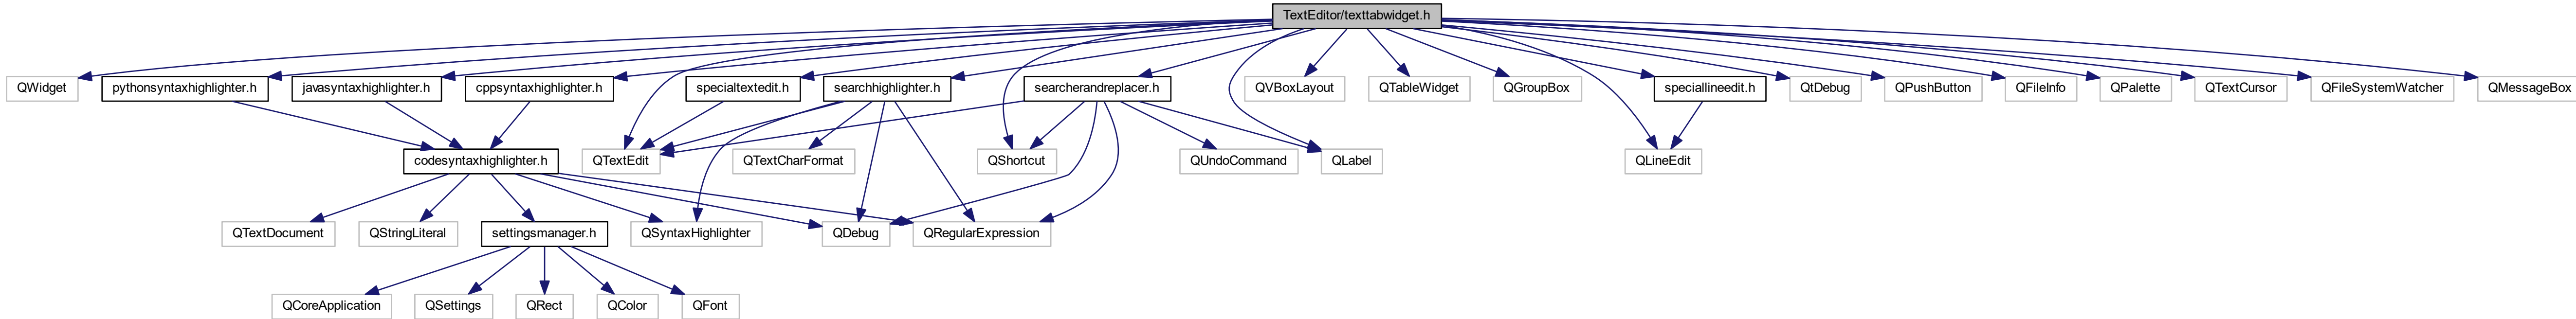 TextEditor/texttabwidget.h
QWidget
pythonsyntaxhighlighter.h
javasyntaxhighlighter.h
cppsyntaxhighlighter.h
specialtextedit.h
searchhighlighter.h
searcherandreplacer.h
QVBoxLayout
QTableWidget
QGroupBox
speciallineedit.h
QtDebug
QPushButton
QFileInfo
QPalette
QTextCursor
QFileSystemWatcher
QMessageBox
codesyntaxhighlighter.h
QTextEdit
QTextCharFormat
QShortcut
QUndoCommand
QLabel
QLineEdit
QTextDocument
QStringLiteral
settingsmanager.h
QSyntaxHighlighter
QDebug
QRegularExpression
QCoreApplication
QSettings
QRect
QColor
QFont